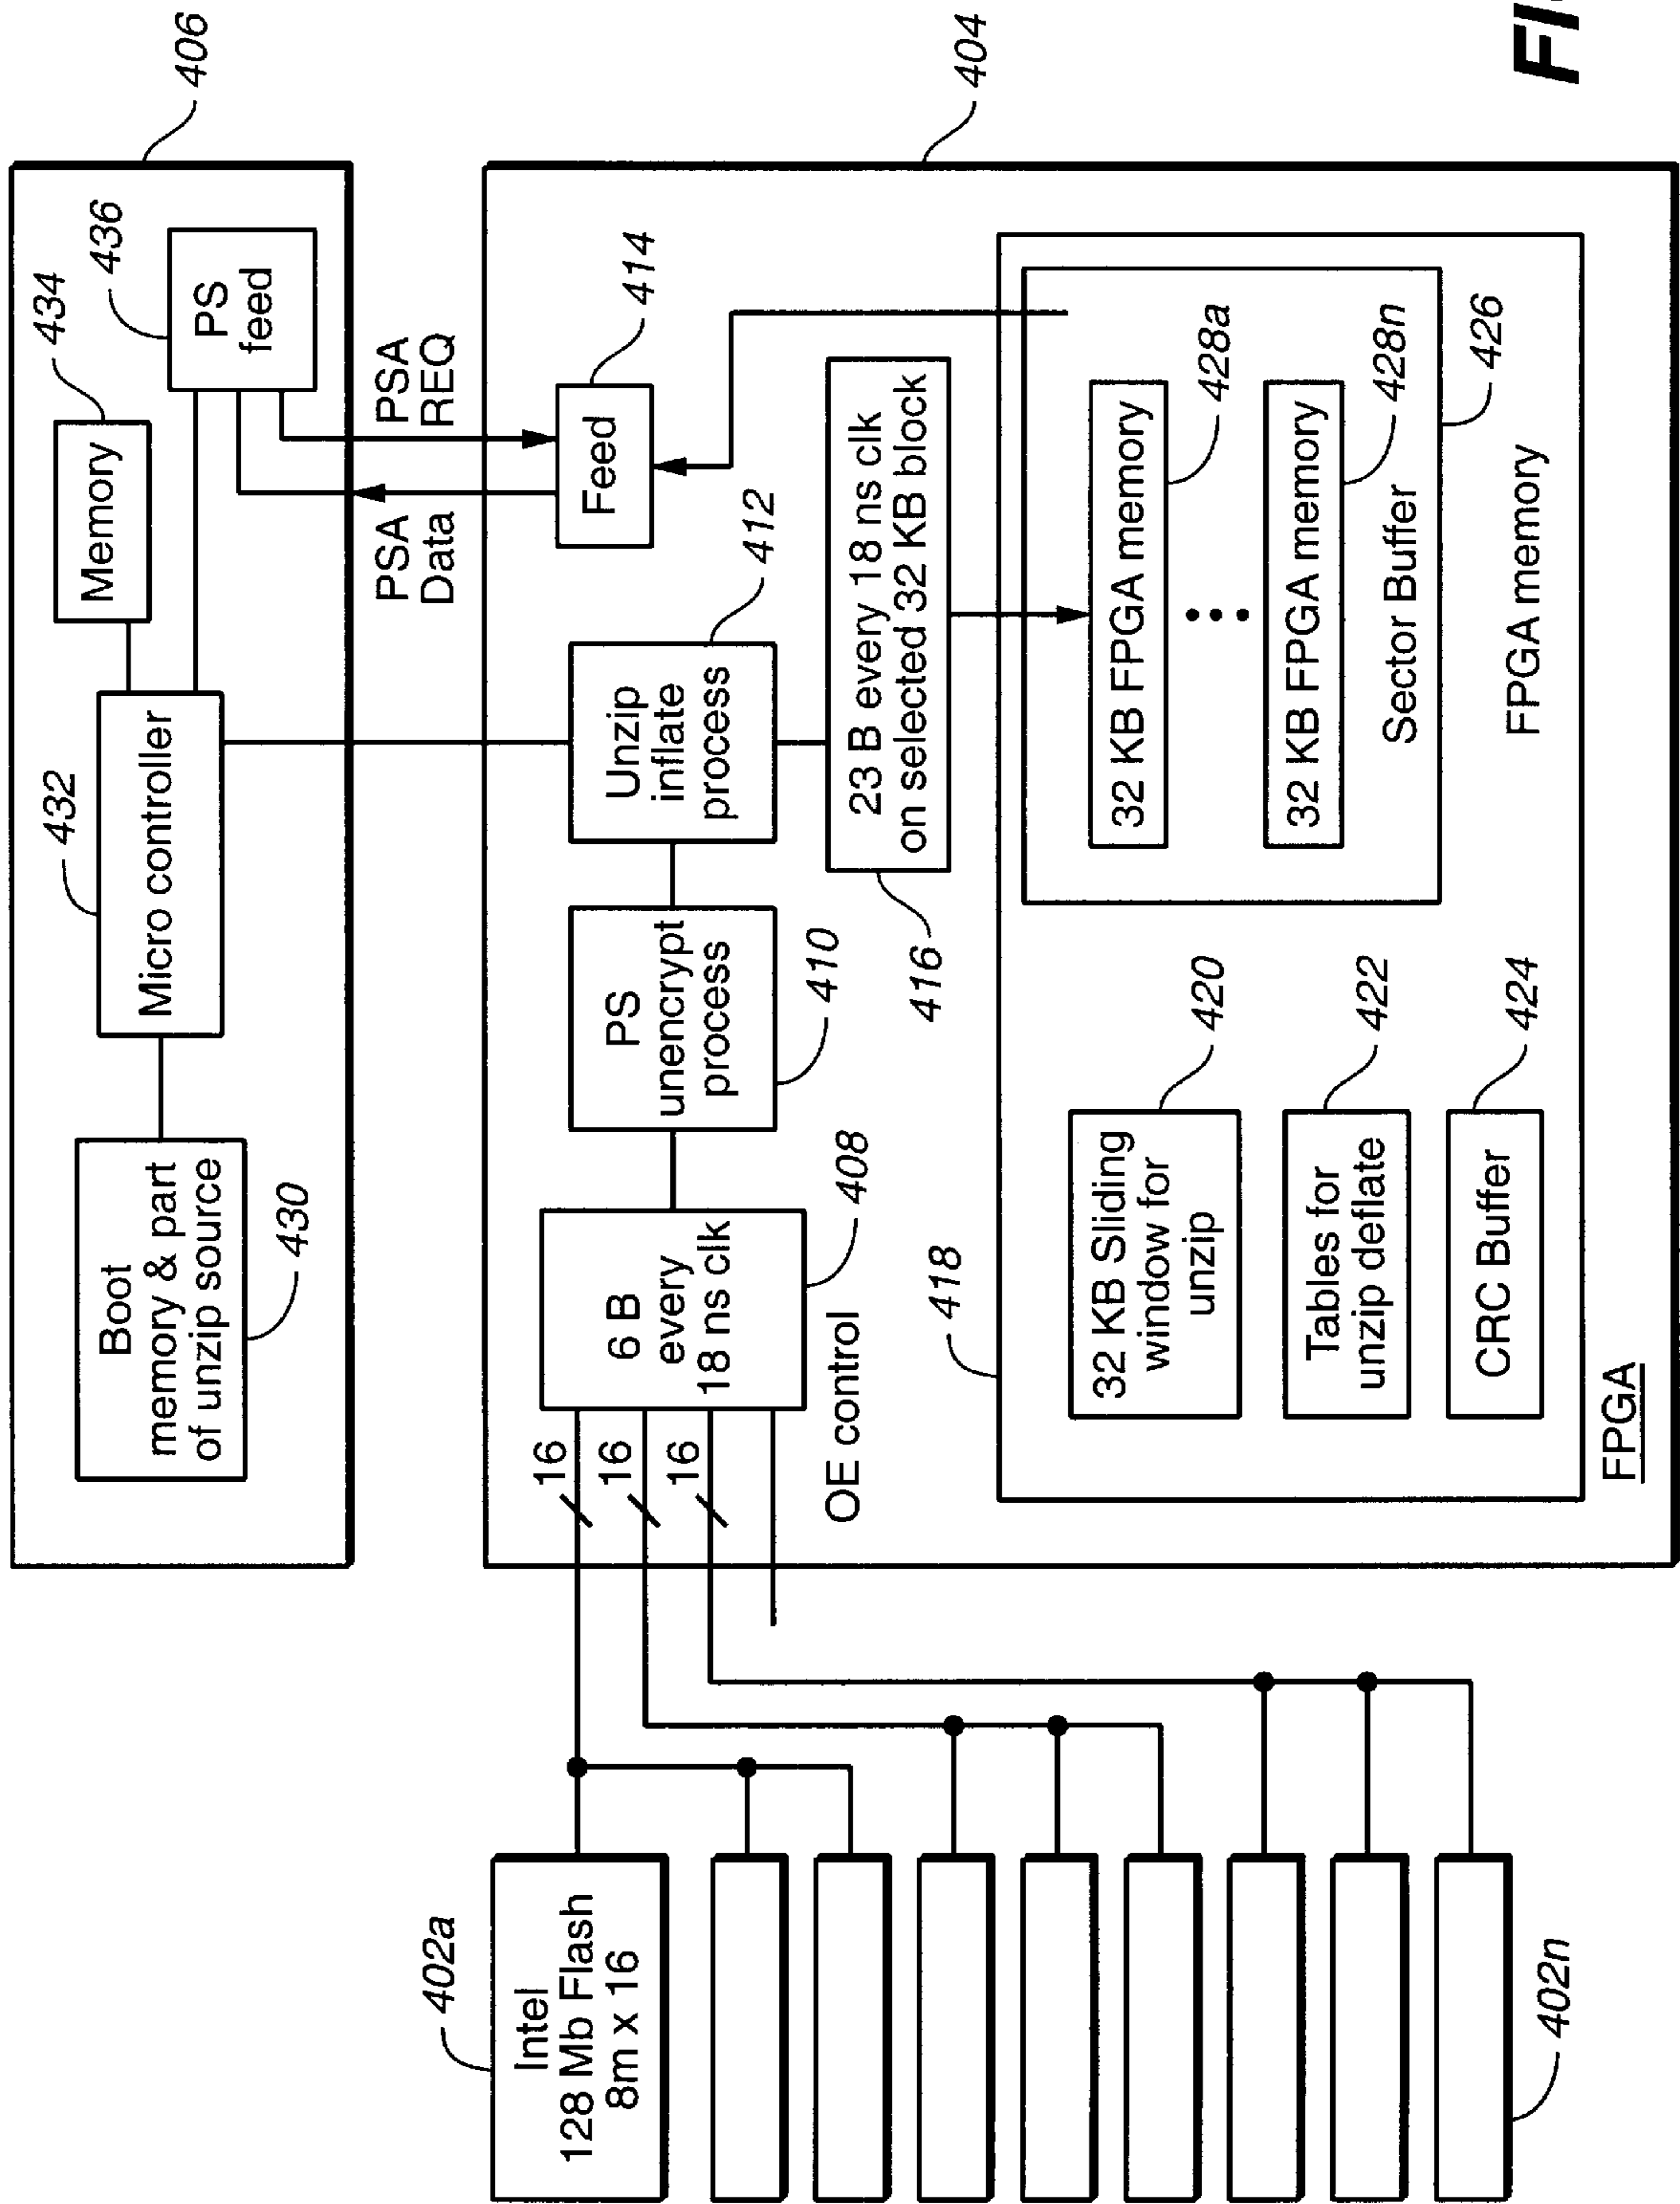 406
432
434
436
Boot
memory & part
of unzip source
Micro controller
Memory
PS
feed
430
PSA
Data
PSA
REQ
404
402a
Intel
128 Mb Flash
8m x 16
402n
16
16
16
OE control
6 B
every
18 ns clk
408
PS
unencrypt
process
410
Unzip
inflate
process
412
Feed
414
23 B every 18 ns clk
on selected 32 KB block
416
418
32 KB Sliding
window for
unzip
420
Tables for
unzip deflate
422
CRC Buffer
424
32 KB FPGA memory
428a
32 KB FPGA memory
428n
Sector Buffer
426
FPGA memory
FPGA